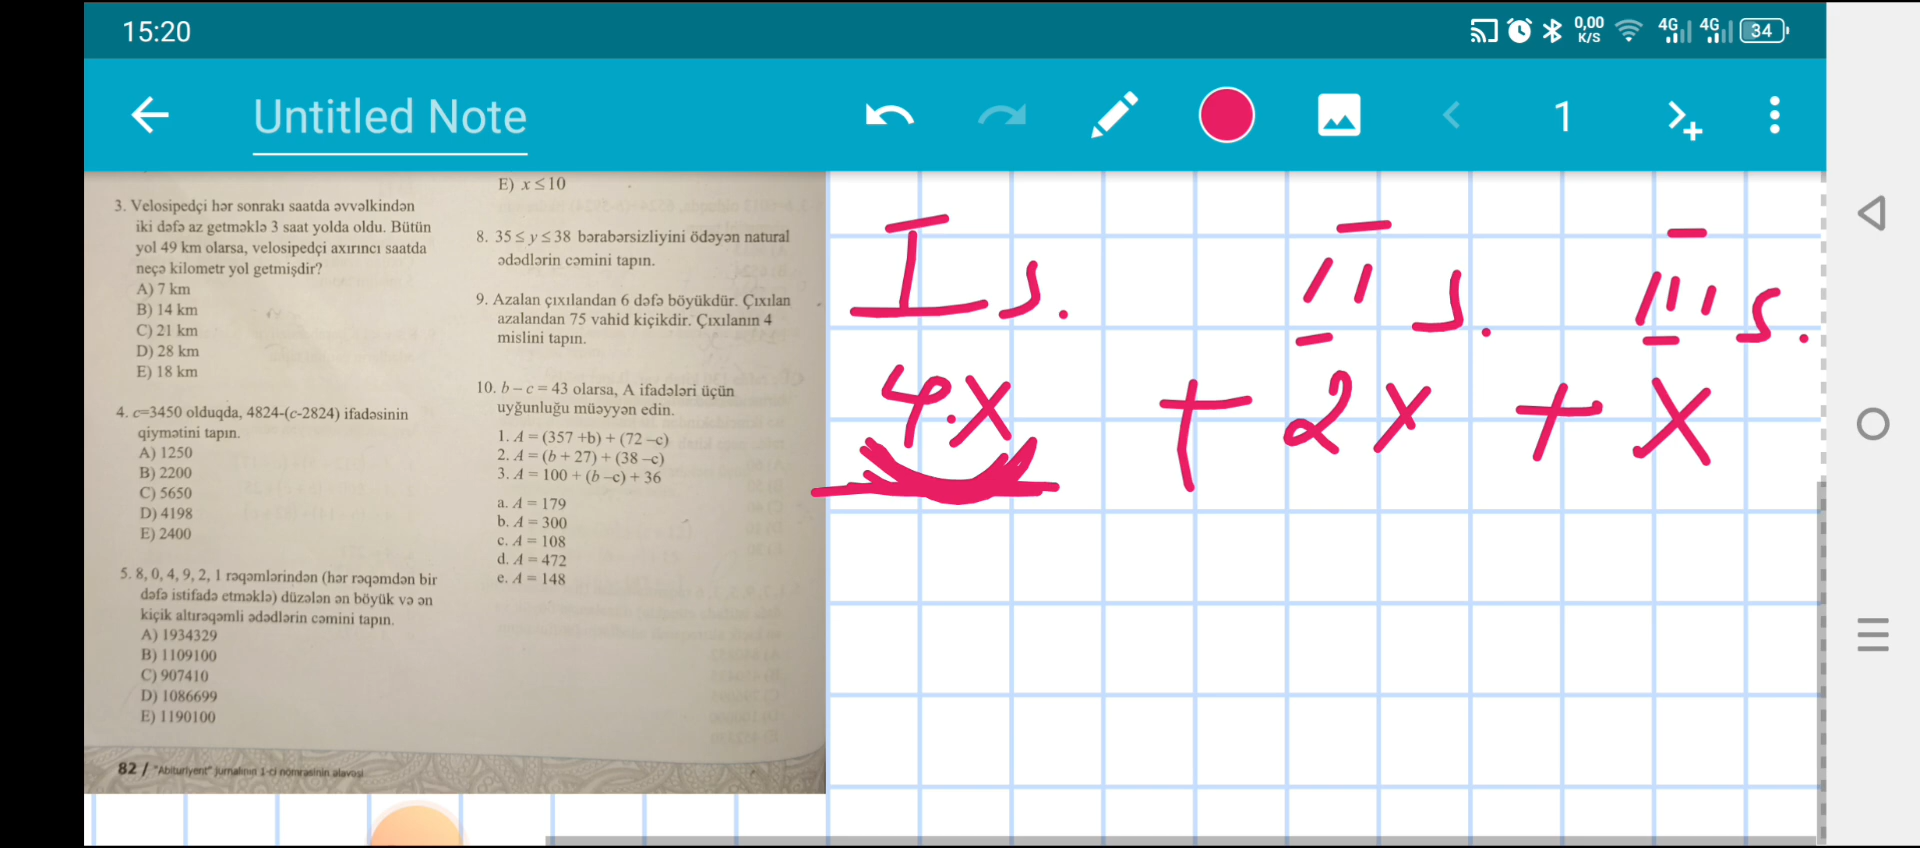 15:20
0,00 K/S 4G 4G 34
Untitled Note
1
3. Velosipedçi hər sonrakı saatda əvvəlkindən
iki dəfə az getməklə 3 saat yolda oldu. Bütün
yol 49 km olarsa, velosipedçi axırıncı saatda
neçə kilometr yol getmişdir?
A) 7 km
B) 14 km
C) 21 km
D) 28 km
E) 18 km
4. c=3450 olduqda, 4824-(c-2824) ifadəsinin
qiymətini tapın.
A) 1250
B) 2200
C) 5650
D) 4198
E) 2400
5. 8, 0, 4, 9, 2, 1 rəqəmlərindən (hər rəqəmdən bir
dəfə istifadə etməklə) düzələn ən böyük və ən
kiçik altırəqəmli ədədlərin cəmini tapın.
A) 1934329
B) 1109100
C) 907410
D) 1086699
E) 1190100
82 / "Abituriyent" jurnalının 1-ci nömrəsinin əlavəsi
E) x ≤ 10
8. 35 ≤ y ≤ 38 bərabərsizliyini ödəyən natural
ədədlərin cəmini tapın.
9. Azalan çıxılandan 6 dəfə böyükdür. Çıxılan
azalandan 75 vahid kiçikdir. Çıxılanın 4
mislini tapın.
10. b – c = 43 olarsa, A ifadələri üçün
uyğunluğu müəyyən edin.
1. A = (357 +b) + (72 –c)
2. A = (b + 27) + (38 –c)
3. A = 100 + (b –c) + 36
a. A = 179
b. A = 300
c. A = 108
d. A = 472
e. A = 148
I s. II s. III s.
4·x + 2x + x